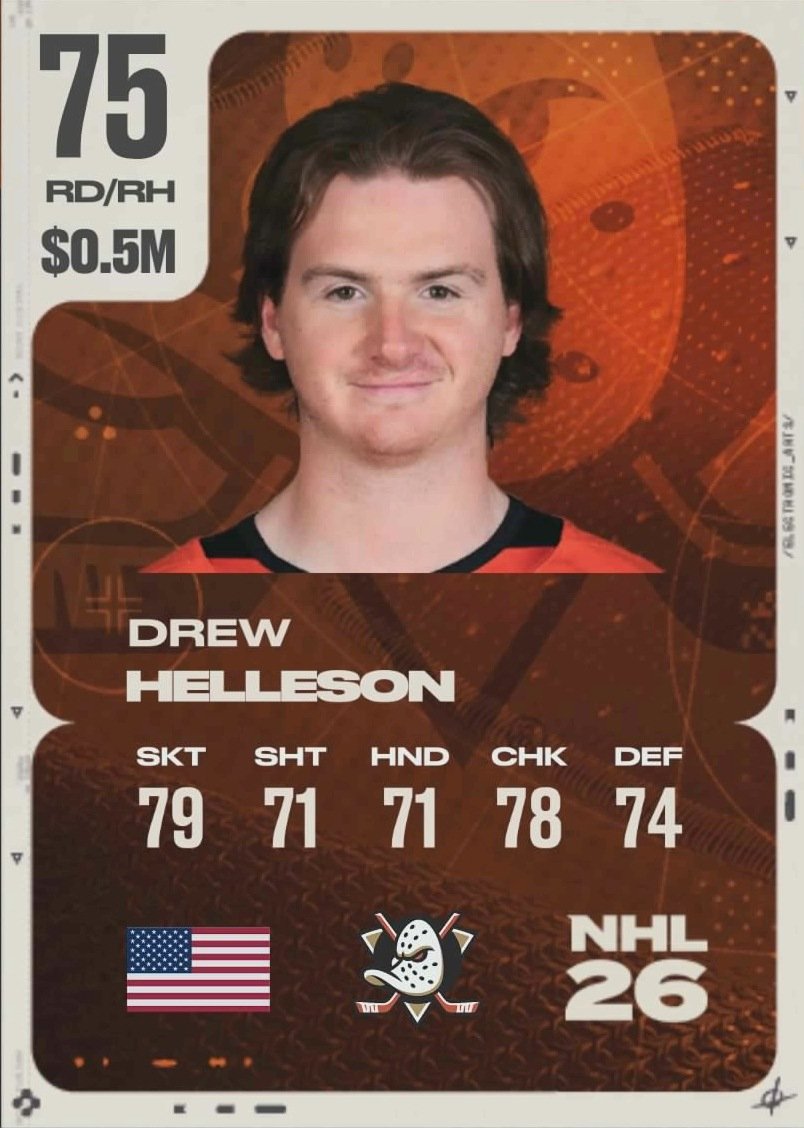 75
RD/RH
$0.5M
DREW
HELLESON
SKT SHT HND CHK DEF
79 71 71 78 74
NHL
26